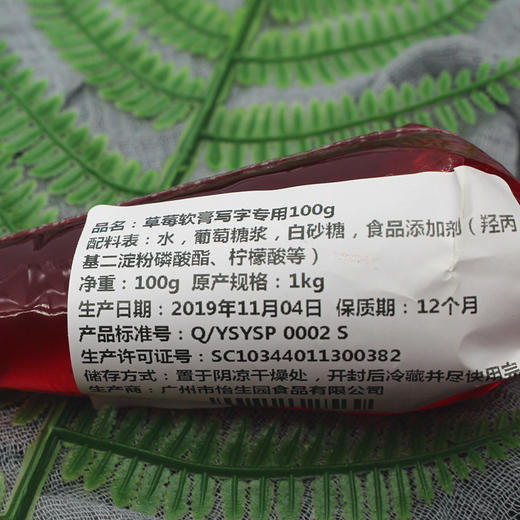 品名：草莓软膏写字专用100g
配料表：水，葡萄糖浆，白砂糖，食品添加剂（羟丙
基二淀粉磷酸酯、柠檬酸等）
净重：100g 原产规格：1kg
生产日期：2019年11月04日 保质期：12个月
产品标准号：Q/YSYSP 0002 S
生产许可证号：SC10344011300382
储存方式：置于阴凉干燥处，开封后冷藏并尽快使用完
生产商：广州市怡生园食品有限公司